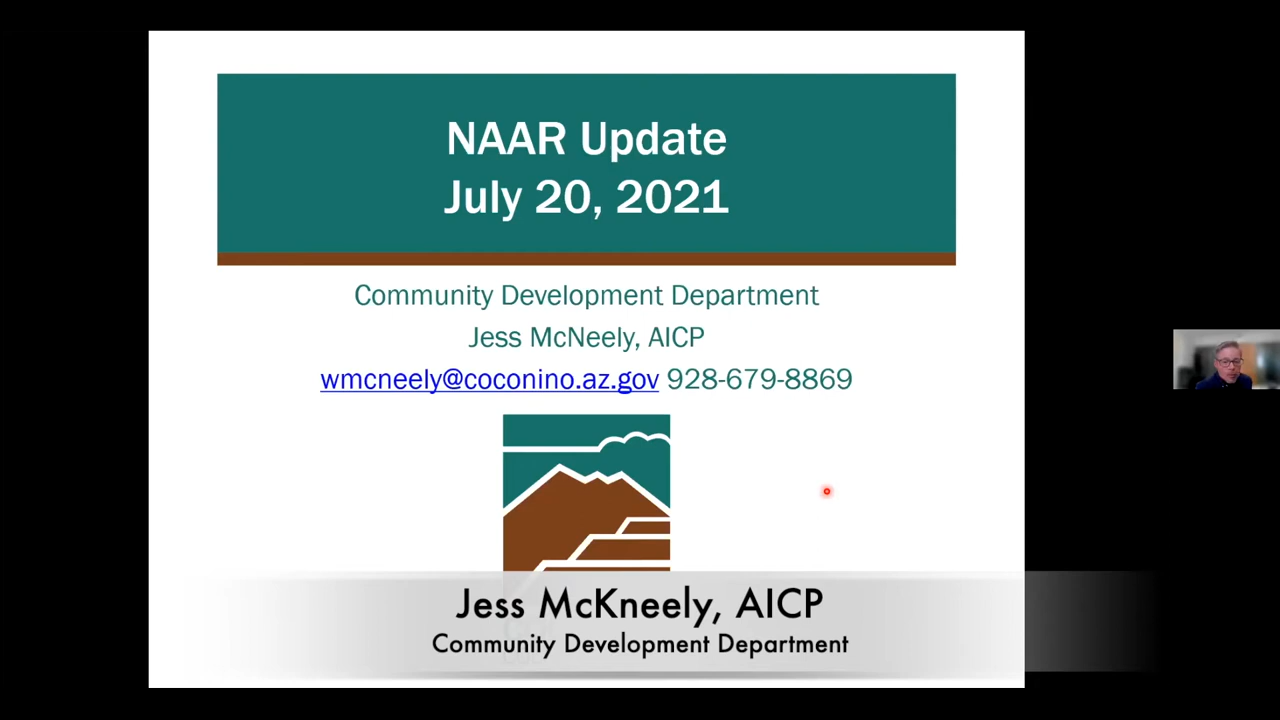 NAAR Update
July 20, 2021
Community Development Department
Jess McNeely, AICP
wmcneely@coconino.az.gov 928-679-8869
Jess McKneely, AICP
Community Development Department